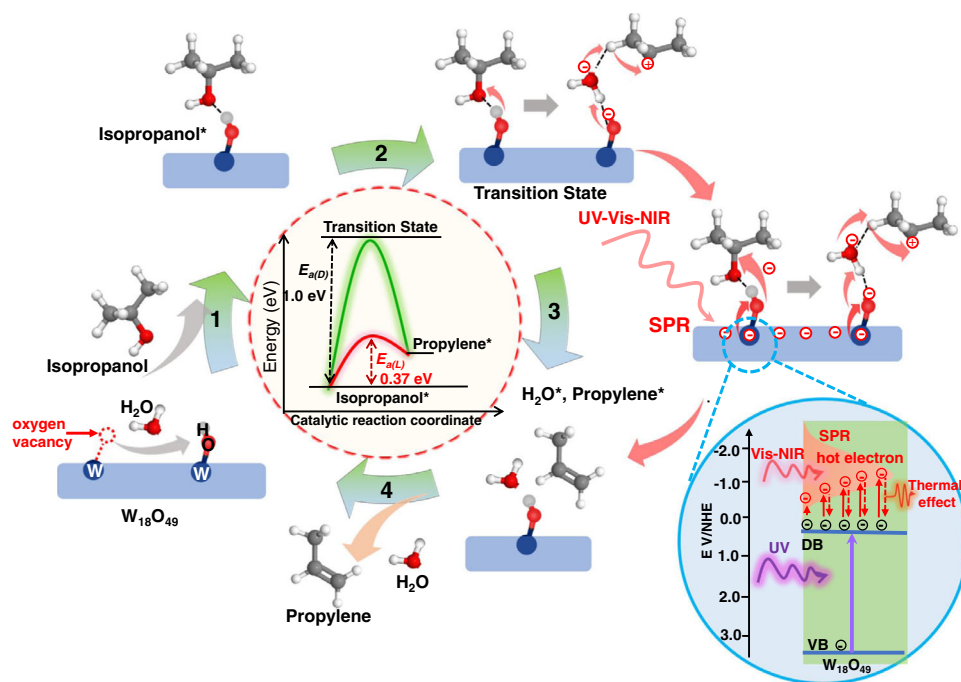 Isopropanol*
2
Transition State
UV-Vis-NIR
SPR
Transition State
E a(D)
1.0 eV
Energy (eV)
Propylene*
E a(L)
0.37 eV
Isopropanol*
Catalytic reaction coordinate
1
Isopropanol
3
H₂O*, Propylene*
oxygen
vacancy
H₂O
H
O
W
W
W₁₈O₄₉
4
H₂O
Propylene
E V/NHE
-2.0
-1.0
0.0
1.0
2.0
3.0
SPR
hot electron
Vis-NIR
Thermal
effect
DB
UV
VB
W₁₈O₄₉